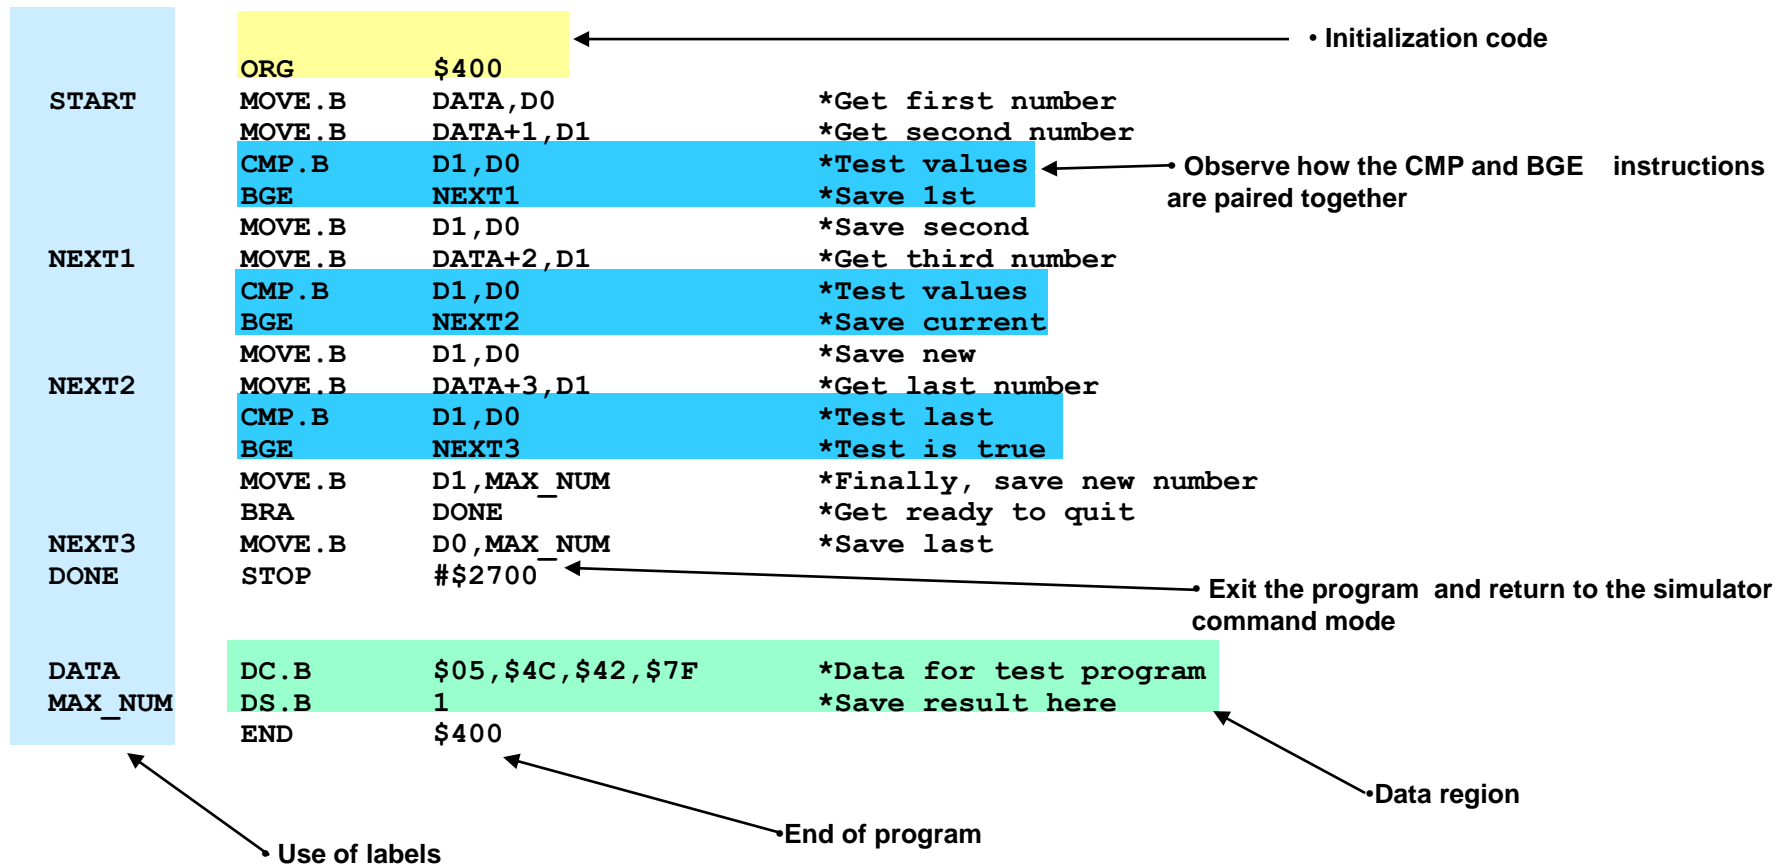 • Initialization code
ORG $400
START MOVE.B DATA,D0 *Get first number
MOVE.B DATA+1,D1 *Get second number
CMP.B D1,D0 *Test values
• Observe how the CMP and BGE instructions
BGE NEXT1 *Save 1st
are paired together
MOVE.B D1,D0 *Save second
NEXT1 MOVE.B DATA+2,D1 *Get third number
CMP.B D1,D0 *Test values
BGE NEXT2 *Save current
MOVE.B D1,D0 *Save new
NEXT2 MOVE.B DATA+3,D1 *Get last number
CMP.B D1,D0 *Test last
BGE NEXT3 *Test is true
MOVE.B D1,MAX_NUM *Finally, save new number
BRA DONE *Get ready to quit
NEXT3 MOVE.B D0,MAX_NUM *Save last
DONE STOP #$2700
• Exit the program and return to the simulator
command mode
DATA DC.B $05,$4C,$42,$7F *Data for test program
MAX_NUM DS.B 1 *Save result here
END $400
•Data region
•End of program
• Use of labels